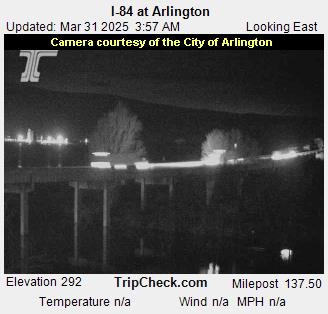 I-84 at Arlington
Updated: Mar 31 2025 3:57 AM Looking East
Camera courtesy of the City of Arlington
Elevation 292 TripCheck.com Milepost 137.50
Temperature n/a Wind n/a MPH n/a